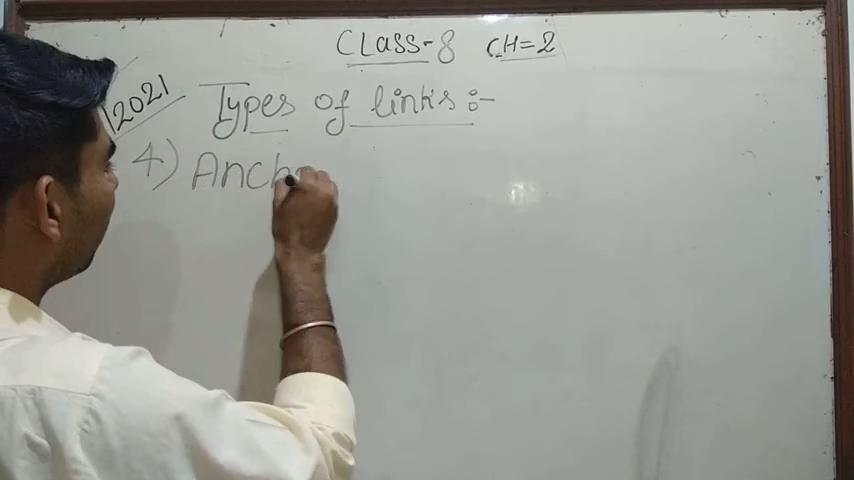 CLass-8 CH=2
2021
Types of links :-
4) Anch